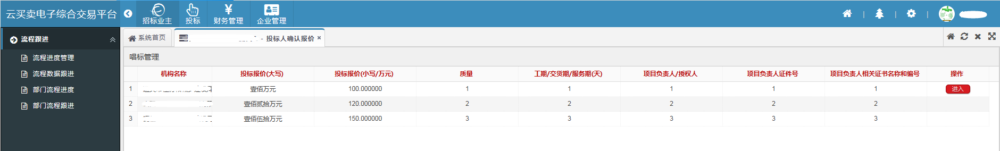 云买卖电子综合交易平台
招标业主 投标 财务管理 企业管理
流程跟进
流程进度管理
流程数据跟进
部门流程进度
部门流程跟进
系统首页 - 投标人确认报价
唱标管理
机构名称 投标报价(大写) 投标报价(小写/万元) 质量 工期/交货期/服务期(天) 项目负责人/授权人 项目负责人证件号 项目负责人相关证书名称和编号 操作
1 壹佰万元 100.000000 1 1 1 1 1 进入
2 壹佰贰拾万元 120.000000 2 2 2 2 2
3 壹佰伍拾万元 150.000000 3 3 3 3 3